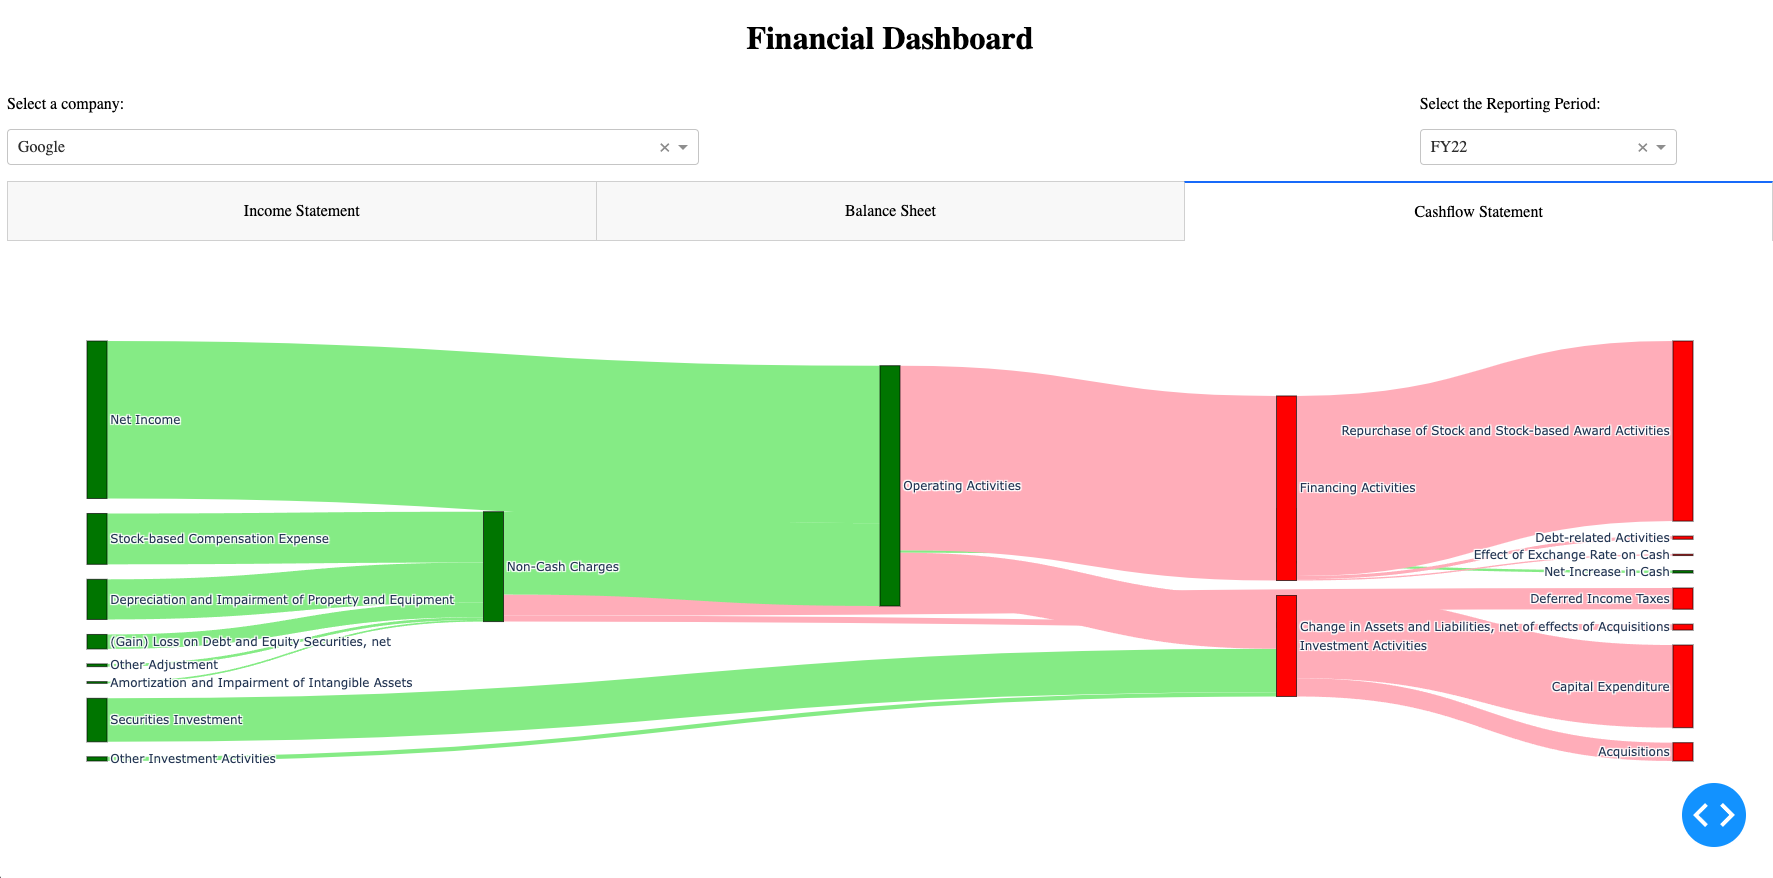 Financial Dashboard
Select a company:
Select the Reporting Period:
Google
FY22
Income Statement
Balance Sheet
Cashflow Statement
Net Income
Stock-based Compensation Expense
Depreciation and Impairment of Property and Equipment
(Gain) Loss on Debt and Equity Securities, net
Other Adjustment
Amortization and Impairment of Intangible Assets
Securities Investment
Other Investment Activities
Non-Cash Charges
Operating Activities
Financing Activities
Investment Activities
Repurchase of Stock and Stock-based Award Activities
Debt-related Activities
Effect of Exchange Rate on Cash
Net Increase in Cash
Deferred Income Taxes
Change in Assets and Liabilities, net of effects of Acquisitions
Capital Expenditure
Acquisitions